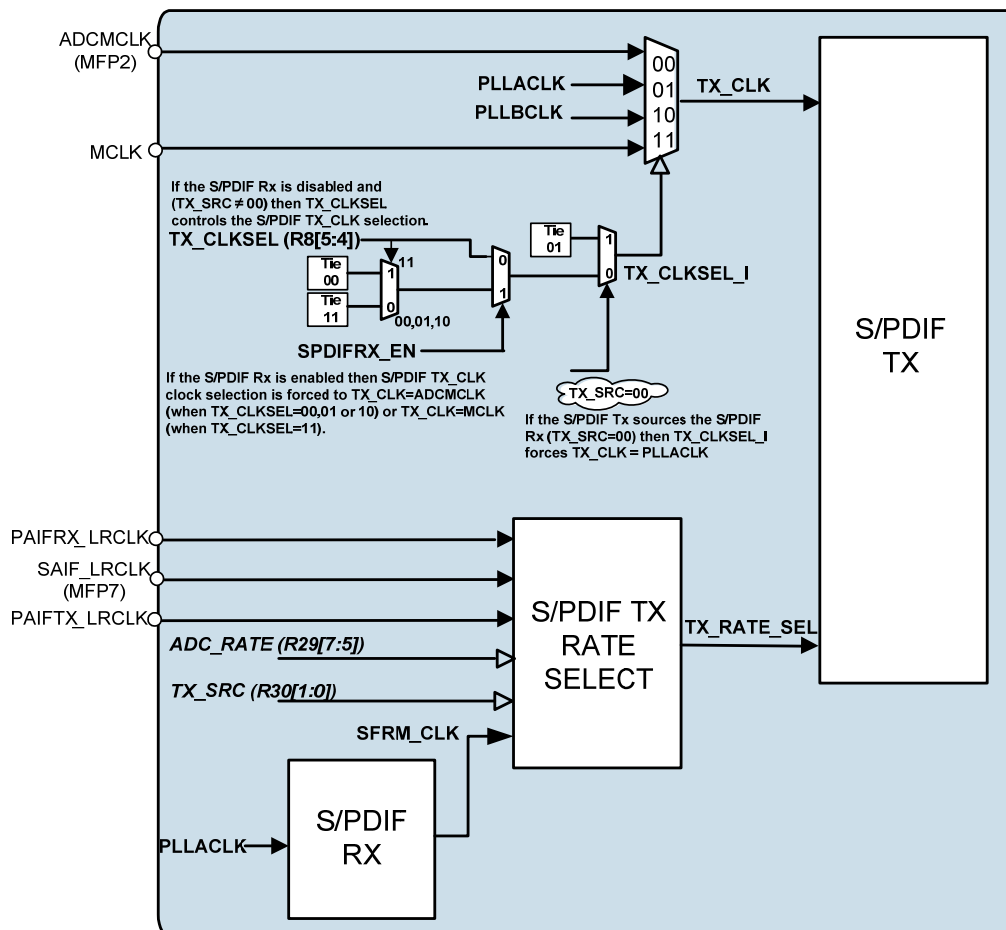 ADCMCLK
(MFP2)
PLLACLK
PLLBCLK
MCLK
00
01
10
11
TX_CLK
If the S/PDIF Rx is disabled and
(TX_SRC ≠ 00) then TX_CLKSEL
controls the S/PDIF TX_CLK selection.
TX_CLKSEL (R8[5:4])
Tie
00
Tie
11
1
0
11
00,01,10
0
1
SPDIFRX_EN
Tie
01
1
0
TX_CLKSEL_I
TX_SRC=00
If the S/PDIF Rx is enabled then S/PDIF TX_CLK
clock selection is forced to TX_CLK=ADCMCLK
(when TX_CLKSEL=00,01 or 10) or TX_CLK=MCLK
(when TX_CLKSEL=11).
If the S/PDIF Tx sources the S/PDIF
Rx (TX_SRC=00) then TX_CLKSEL_I
forces TX_CLK = PLLACLK
S/PDIF
TX
PAIFRX_LRCLK
SAIF_LRCLK
(MFP7)
PAIFTX_LRCLK
ADC_RATE (R29[7:5])
TX_SRC (R30[1:0])
SFRM_CLK
S/PDIF TX
RATE
SELECT
TX_RATE_SEL
S/PDIF
RX
PLLACLK